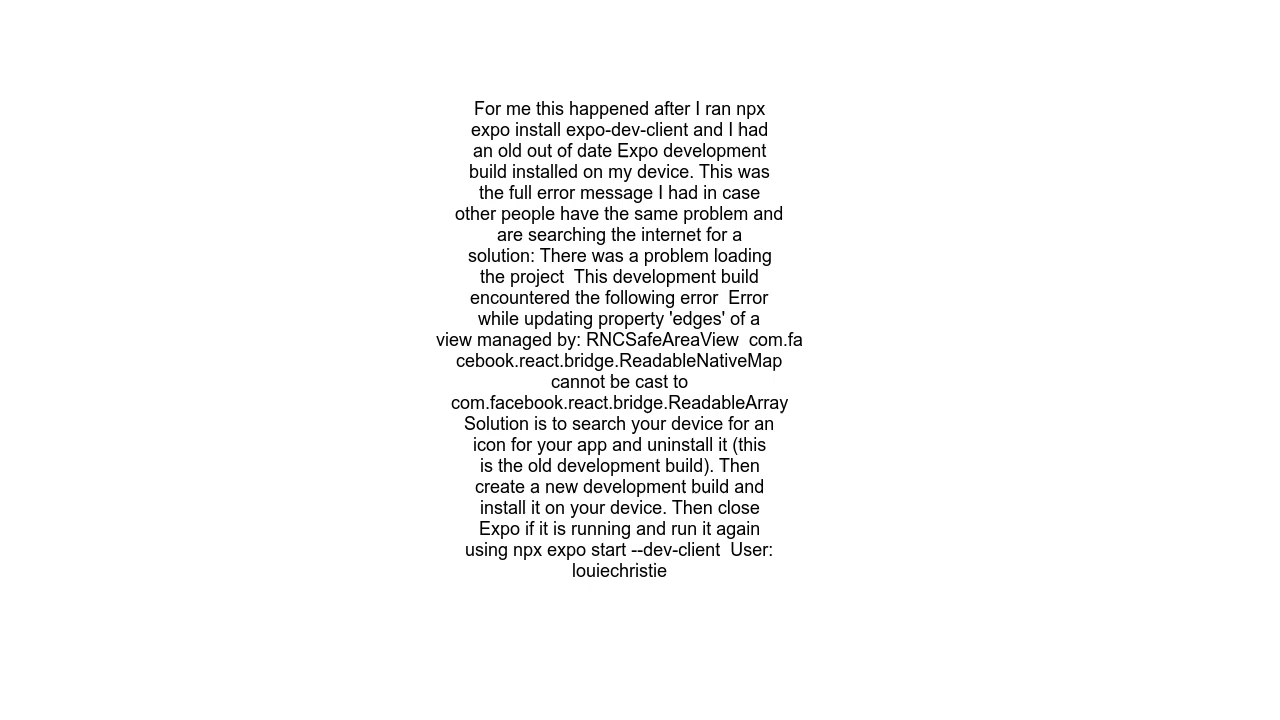 For me this happened after I ran npx
expo install expo-dev-client and I had
an old out of date Expo development
build installed on my device. This was
the full error message I had in case
other people have the same problem and
are searching the internet for a
solution: There was a problem loading
the project  This development build
encountered the following error  Error
while updating property 'edges' of a
view managed by: RNCSafeAreaView  com.fa
cebook.react.bridge.ReadableNativeMap
cannot be cast to
com.facebook.react.bridge.ReadableArray
Solution is to search your device for an
icon for your app and uninstall it (this
is the old development build). Then
create a new development build and
install it on your device. Then close
Expo if it is running and run it again
using npx expo start --dev-client  User:
louiechristie